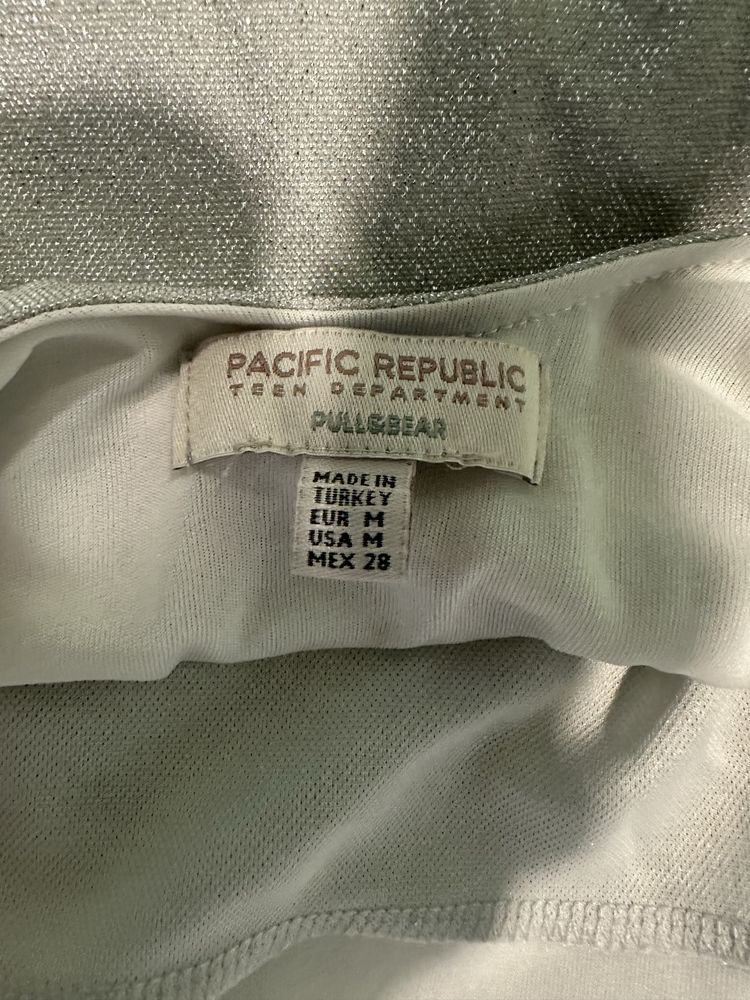 PACIFIC REPUBLIC
TEEN DEPARTMENT
PULL&BEAR
MADE IN
TURKEY
EUR M
USA M
MEX 28